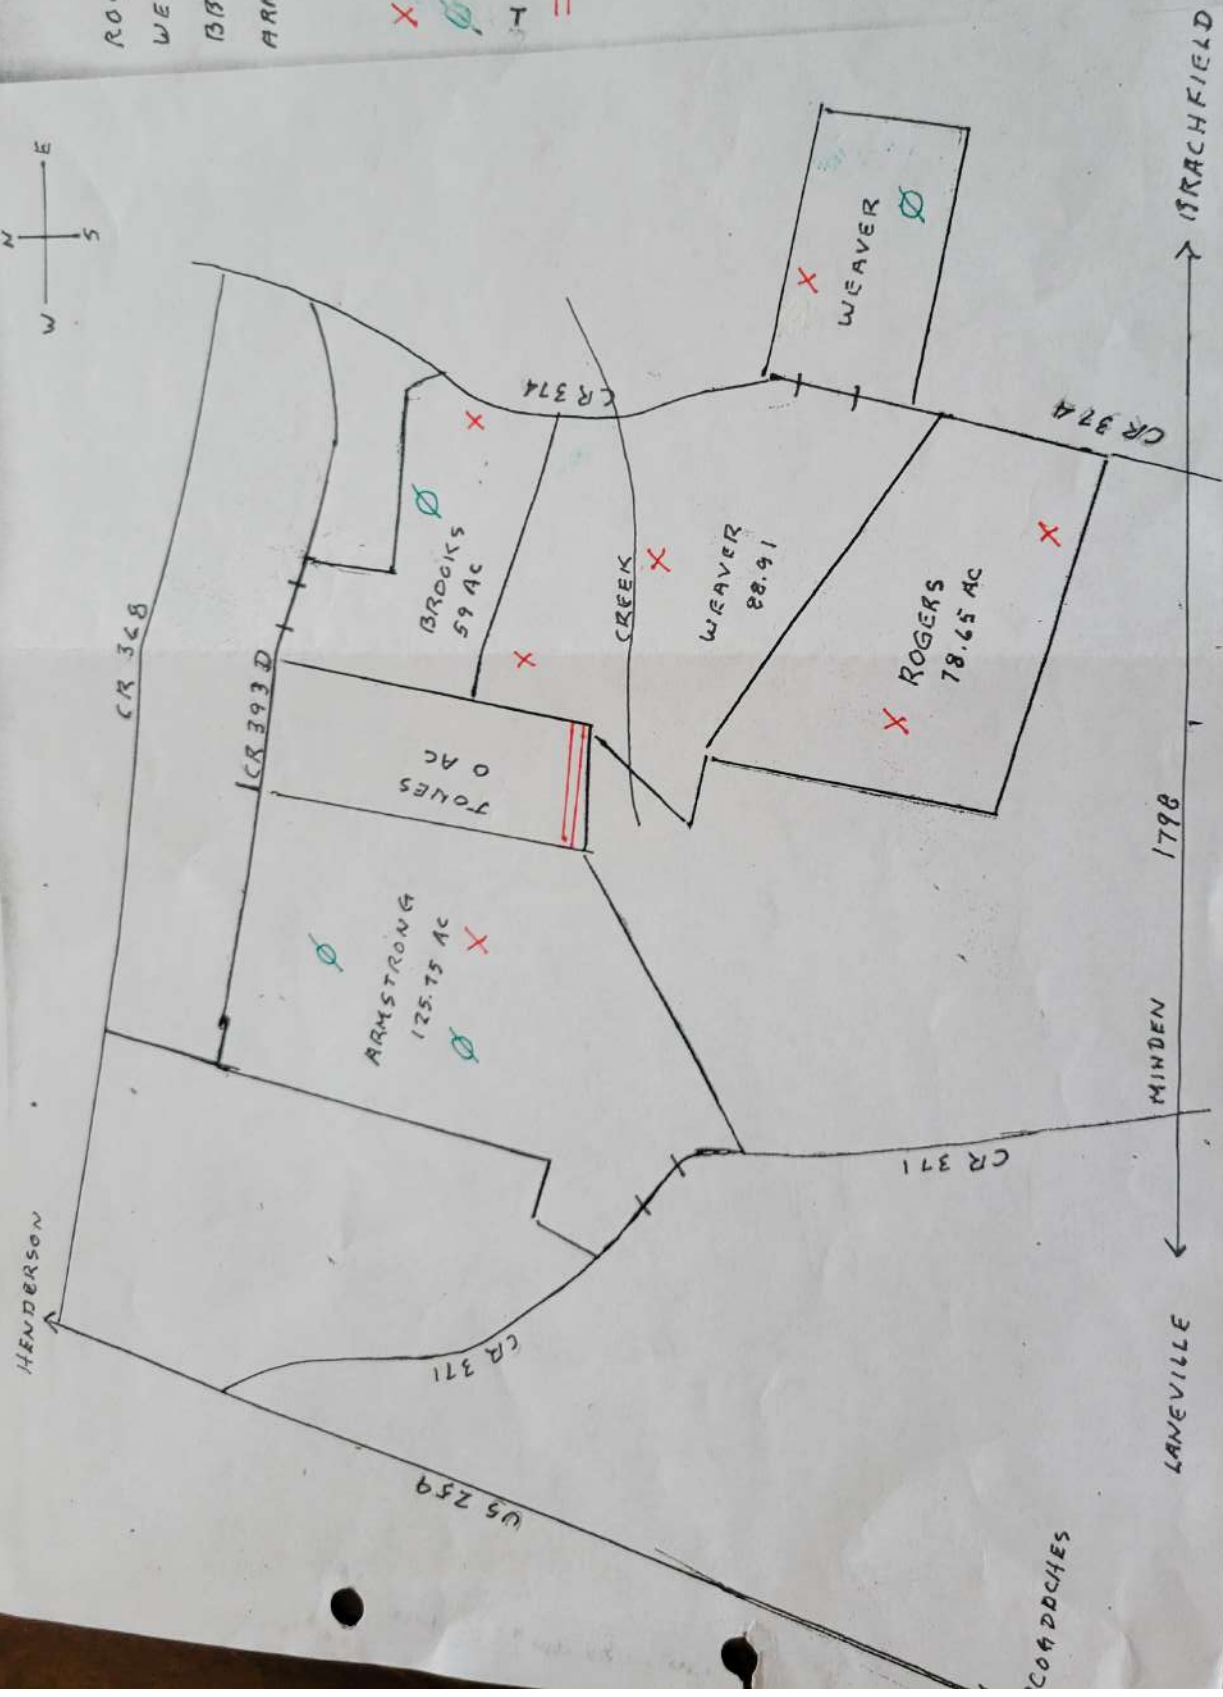 HENDERSON
CR 368
N
W E
S
RO
WE
CR 393 D
ARMSTRONG
125.75 AC
JONES
0 AC
BROOKS
59 AC
CR 371
US 259
CR 374
CREEK
WEAVER
88.91
WEAVER
ROGERS
78.65 AC
CR 371
CR 374
MINDEN
1798
LANEVILLE
BRACHFIELD